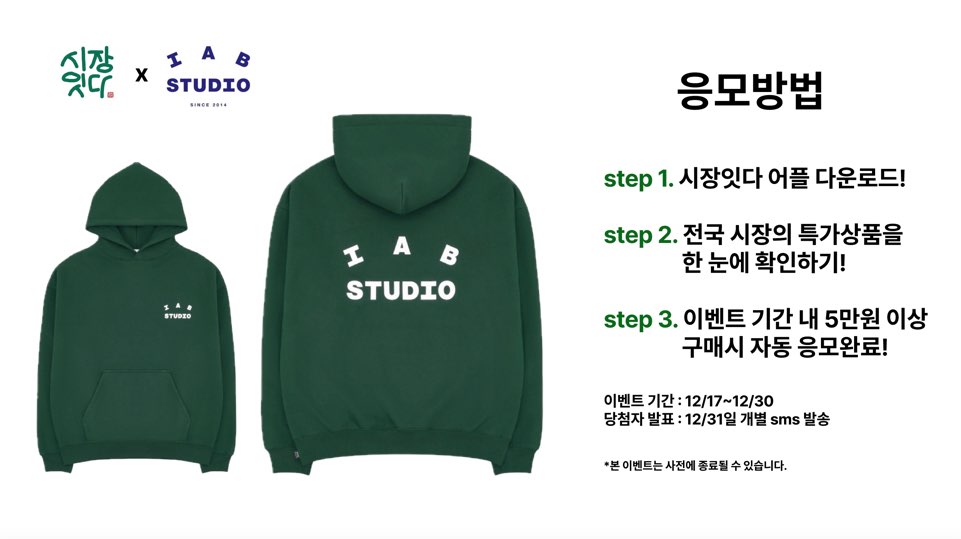 시장
잇다
X
I A B
STUDIO
SINCE 2014
응모방법
step 1. 시장잇다 어플 다운로드!
step 2. 전국 시장의 특가상품을
한 눈에 확인하기!
step 3. 이벤트 기간 내 5만원 이상
구매시 자동 응모완료!
이벤트 기간 : 12/17~12/30
당첨자 발표 : 12/31일 개별 sms 발송
*본 이벤트는 사전에 종료될 수 있습니다.
I A B
STUDIO
I A B
STUDIO